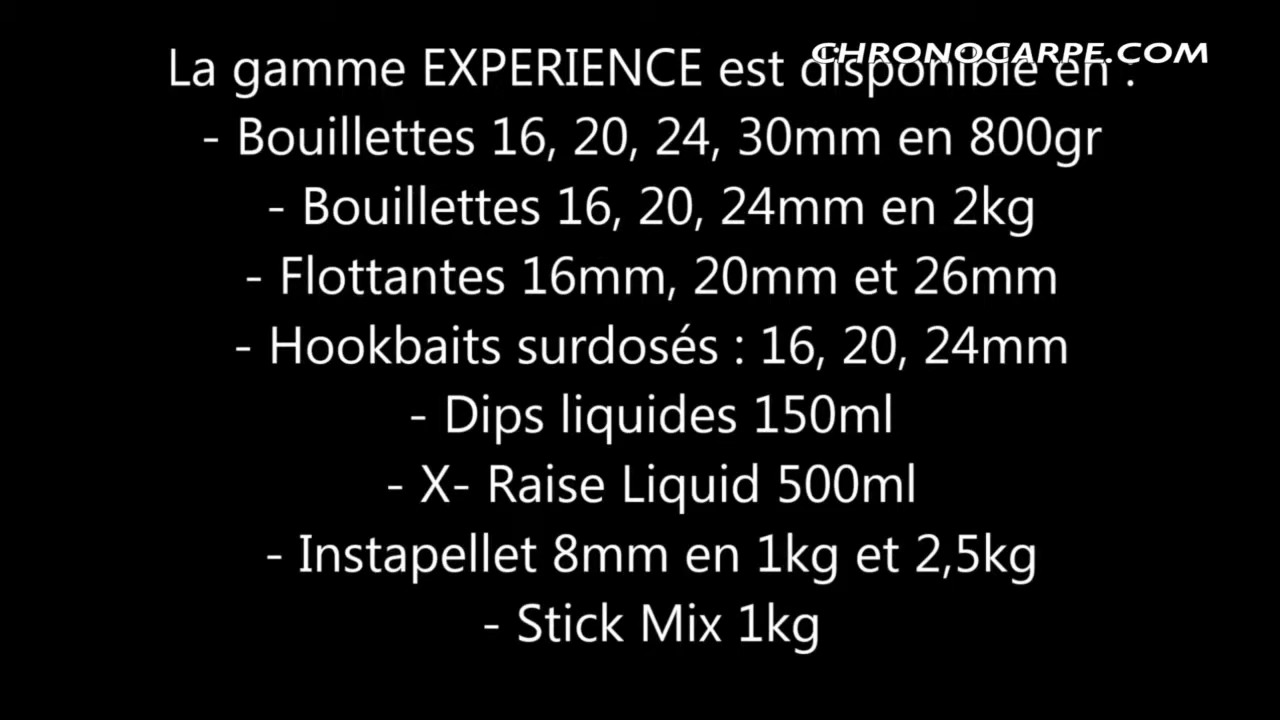 CHRONOCARPE.COM
La gamme EXPERIENCE est disponible en :
- Bouillettes 16, 20, 24, 30mm en 800gr
- Bouillettes 16, 20, 24mm en 2kg
- Flottantes 16mm, 20mm et 26mm
- Hookbaits surdosés : 16, 20, 24mm
- Dips liquides 150ml
- X- Raise Liquid 500ml
- Instapellet 8mm en 1kg et 2,5kg
- Stick Mix 1kg